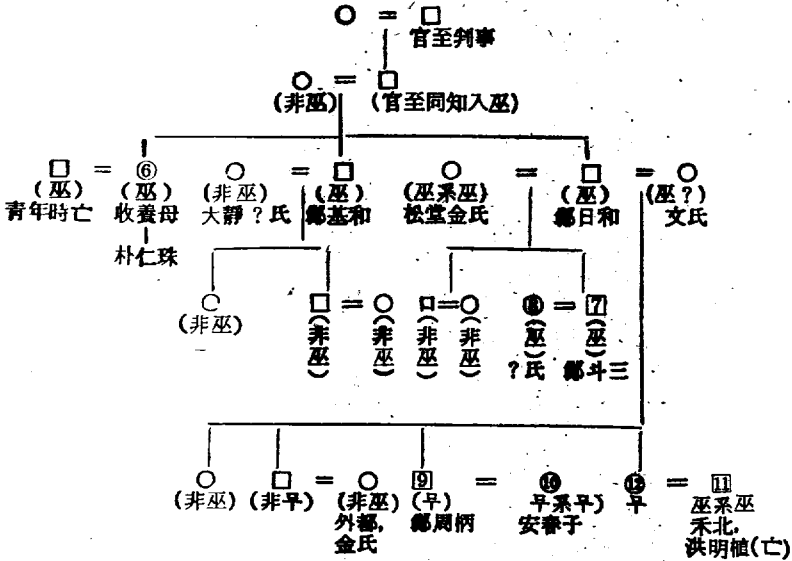 官至判事
(非巫) (官至同知入巫)
⑥
(巫) (巫) (非巫) (巫) (巫系巫) (巫) (巫?)
青年時亡 收養母 大靜?氏 鄭基和 松堂金氏 鄭日和 文氏
朴仁珠
⑧ 7
(非巫) (非巫) (非巫) (非巫) (非巫) (巫) (巫)
?氏 鄭斗三
9 ⑩ ⑫ 11
(非巫) (非무) (非巫) (무) 무系무) 무 巫系巫
外都, 鄭周柄 安春子 禾北,
金氏 洪明植(亡)